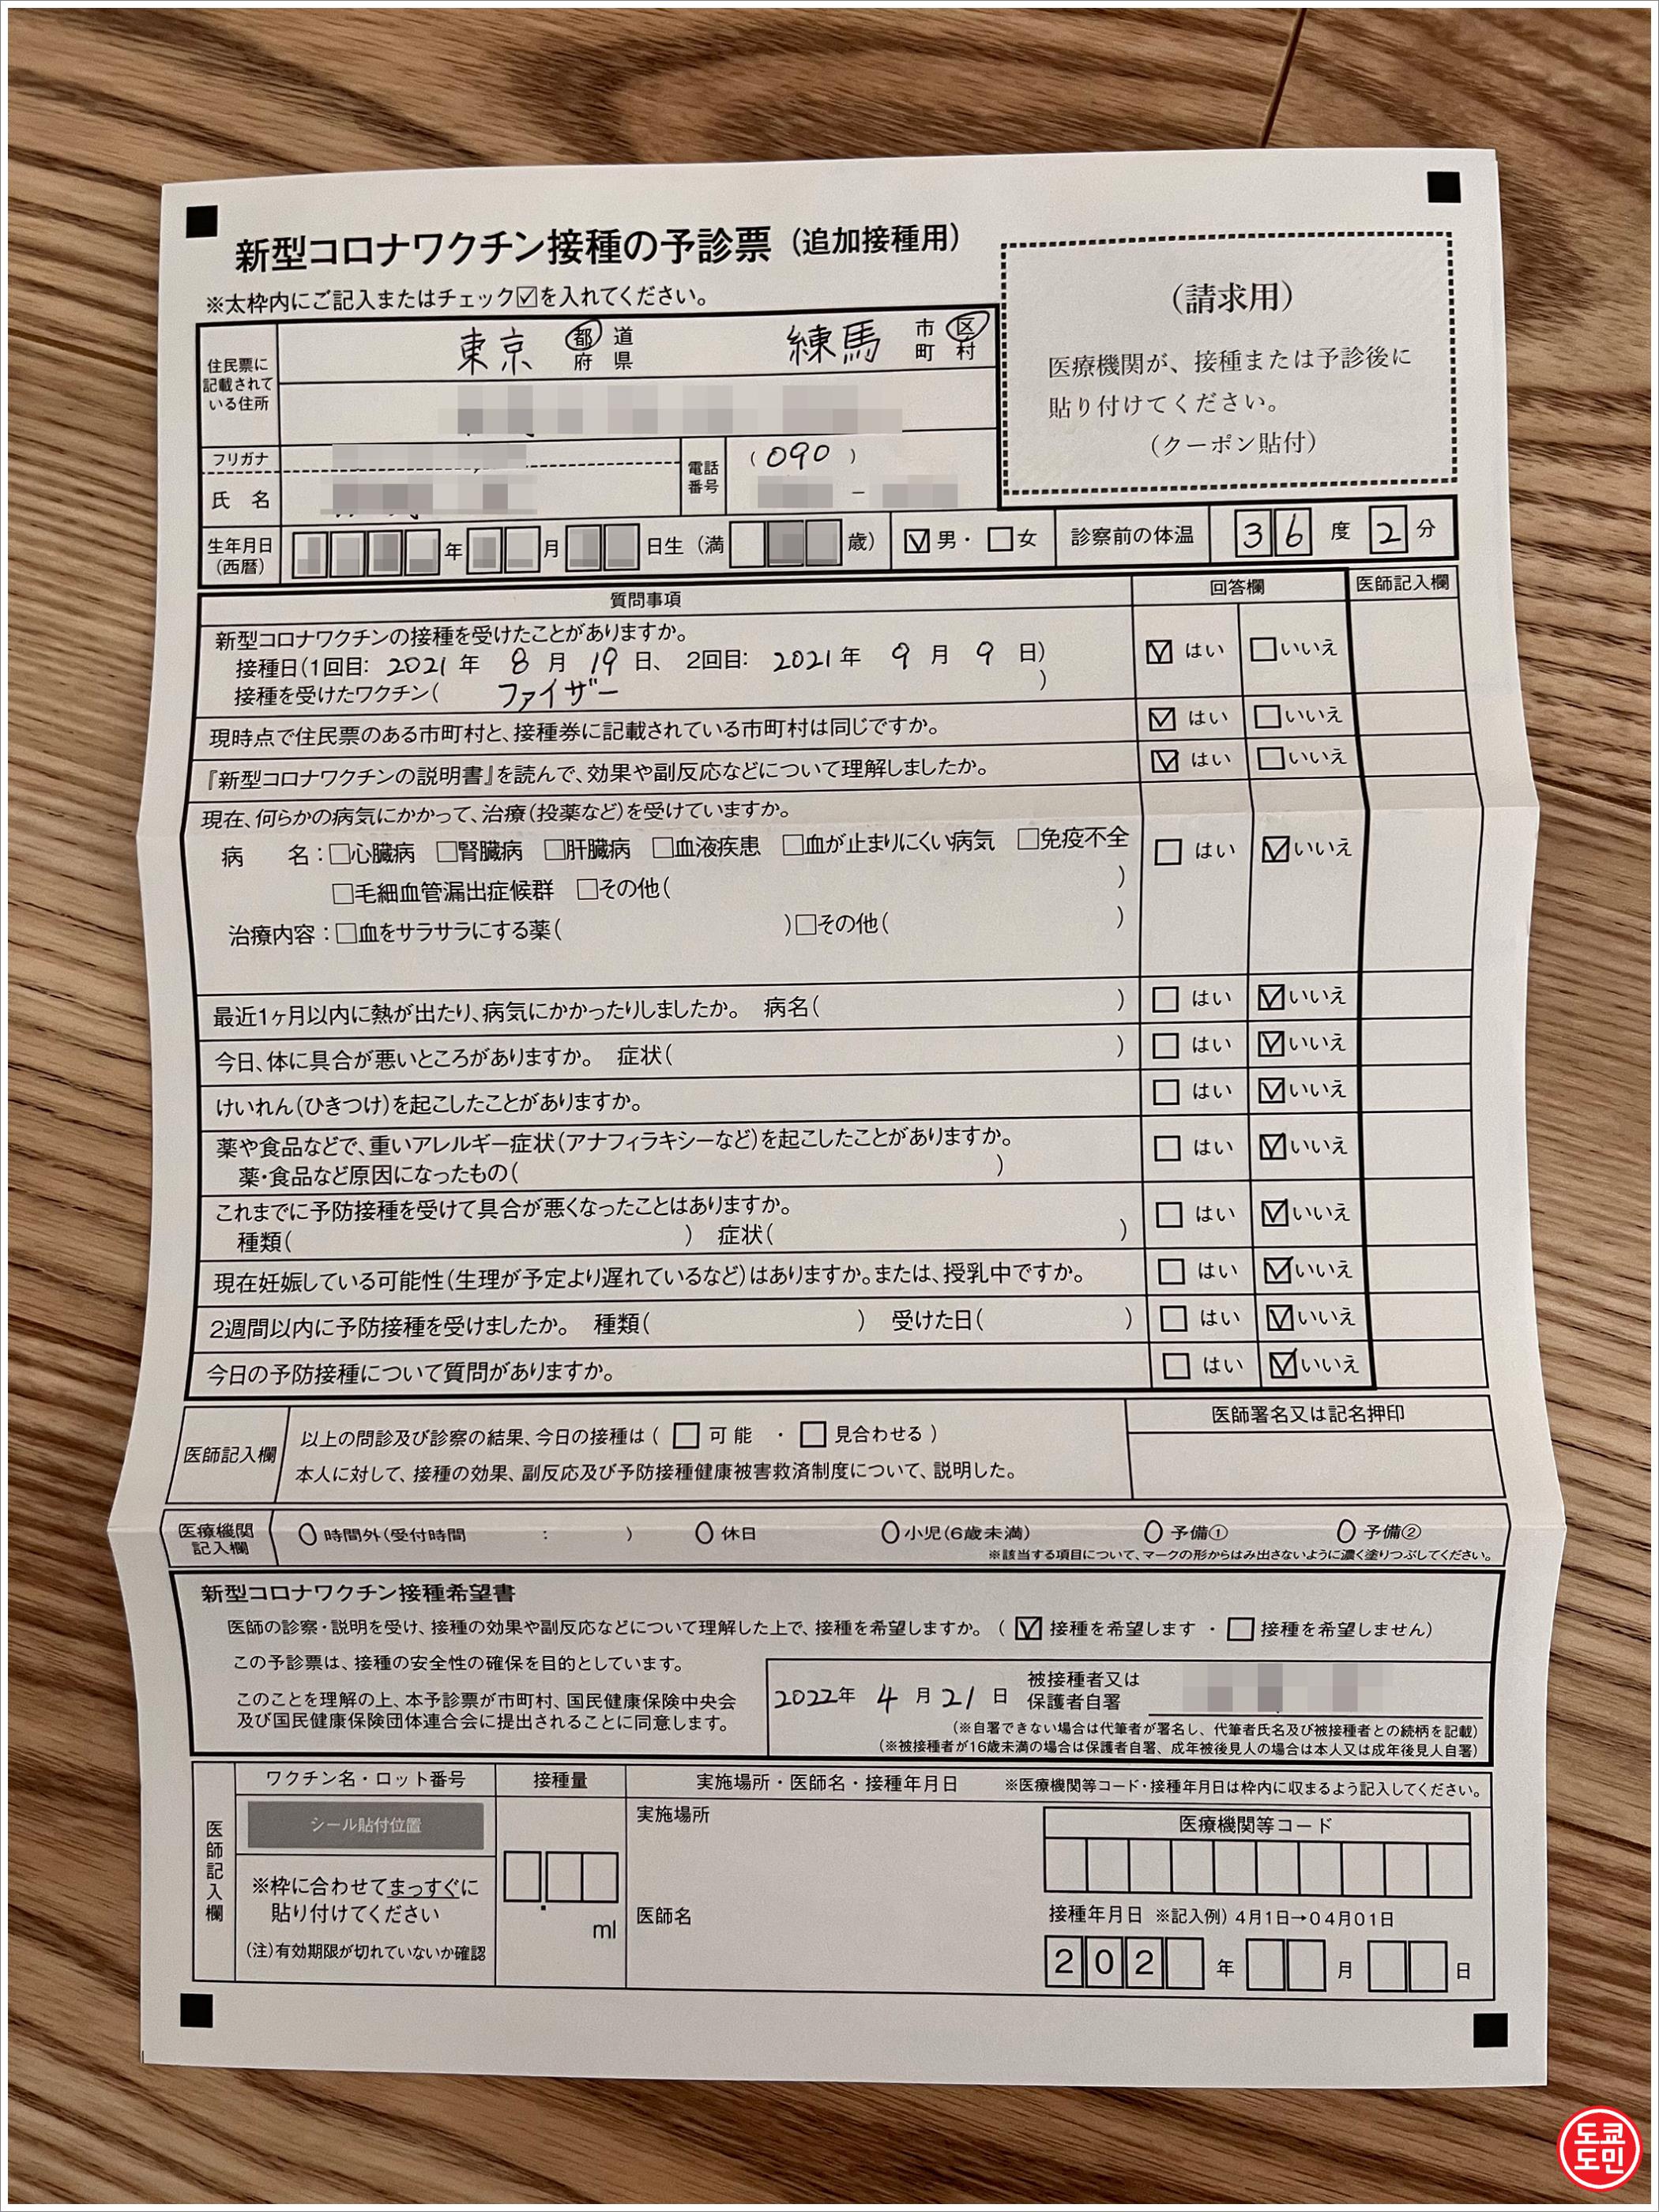 新型コロナワクチン接種の予診票（追加接種用）
※太枠内にご記入またはチェック☑を入れてください。
（請求用）
医療機関が、接種または予診後に
貼り付けてください。
（クーポン貼付）
住民票に
記載されて
いる住所
東京 都 道 府 県 練馬 市 区 町 村
フリガナ
氏 名
電話
番号
(090)
－
生年月日
(西暦)
年 月 日生 (満 歳)
☑男・□女
診察前の体温 36 度 2 分
質問事項 回答欄 医師記入欄
新型コロナワクチンの接種を受けたことがありますか。
接種日(1回目: 2021 年 8 月 19 日、 2回目: 2021 年 9 月 9 日)
接種を受けたワクチン( ファイザー )
☑はい □いいえ
現時点で住民票のある市町村と、接種券に記載されている市町村は同じですか。 ☑はい □いいえ
『新型コロナワクチンの説明書』を読んで、効果や副反応などについて理解しましたか。 ☑はい □いいえ
現在、何らかの病気にかかって、治療(投薬など)を受けていますか。
病 名：□心臓病 □腎臓病 □肝臓病 □血液疾患 □血が止まりにくい病気 □免疫不全
□毛細血管漏出症候群 □その他( )
治療内容：□血をサラサラにする薬( )□その他( )
□はい ☑いいえ
最近1ヶ月以内に熱が出たり、病気にかかったりしましたか。 病名( ) □はい ☑いいえ
今日、体に具合が悪いところがありますか。 症状( ) □はい ☑いいえ
けいれん(ひきつけ)を起こしたことがありますか。 □はい ☑いいえ
薬や食品などで、重いアレルギー症状(アナフィラキシーなど)を起こしたことがありますか。
薬・食品など原因になったもの( )
□はい ☑いいえ
これまでに予防接種を受けて具合が悪くなったことはありますか。
種類( ) 症状( )
□はい ☑いいえ
現在妊娠している可能性(生理が予定より遅れているなど)はありますか。または、授乳中ですか。 □はい ☑いいえ
2週間以内に予防接種を受けましたか。 種類( ) 受けた日( ) □はい ☑いいえ
今日の予防接種について質問がありますか。 □はい ☑いいえ
医師記入欄
以上の問診及び診察の結果、今日の接種は ( □ 可能 ・ □ 見合わせる )
本人に対して、接種の効果、副反応及び予防接種健康被害救済制度について、説明した。
医師署名又は記名押印
医療機関
記入欄
時間外(受付時間 : ) 休日 小児(6歳未満) 予備① 予備②
※該当する項目について、マークの形からはみ出さないように濃く塗りつぶしてください。
新型コロナワクチン接種希望書
医師の診察・説明を受け、接種の効果や副反応などについて理解した上で、接種を希望しますか。( ☑ 接種を希望します ・ □ 接種を希望しません)
この予診票は、接種の安全性の確保を目的としています。
このことを理解の上、本予診票が市町村、国民健康保険中央会
及び国民健康保険団体連合会に提出されることに同意します。
2022年 4 月 21 日
被接種者又は
保護者自署
(※自署できない場合は代筆者が署名し、代筆者氏名及び被接種者との続柄を記載)
(※被接種者が16歳未満の場合は保護者自署、成年被後見人の場合は本人又は成年後見人自署)
医師記入欄
ワクチン名・ロット番号 接種量 実施場所・医師名・接種年月日 ※医療機関等コード・接種年月日は枠内に収まるよう記入してください。
シール貼付位置
※枠に合わせてまっすぐに
貼り付けてください
(注)有効期限が切れていないか確認
.
ml
実施場所
医師名
医療機関等コード
接種年月日 ※記入例) 4月1日→04月01日
202 年 月 日
도쿄
도민